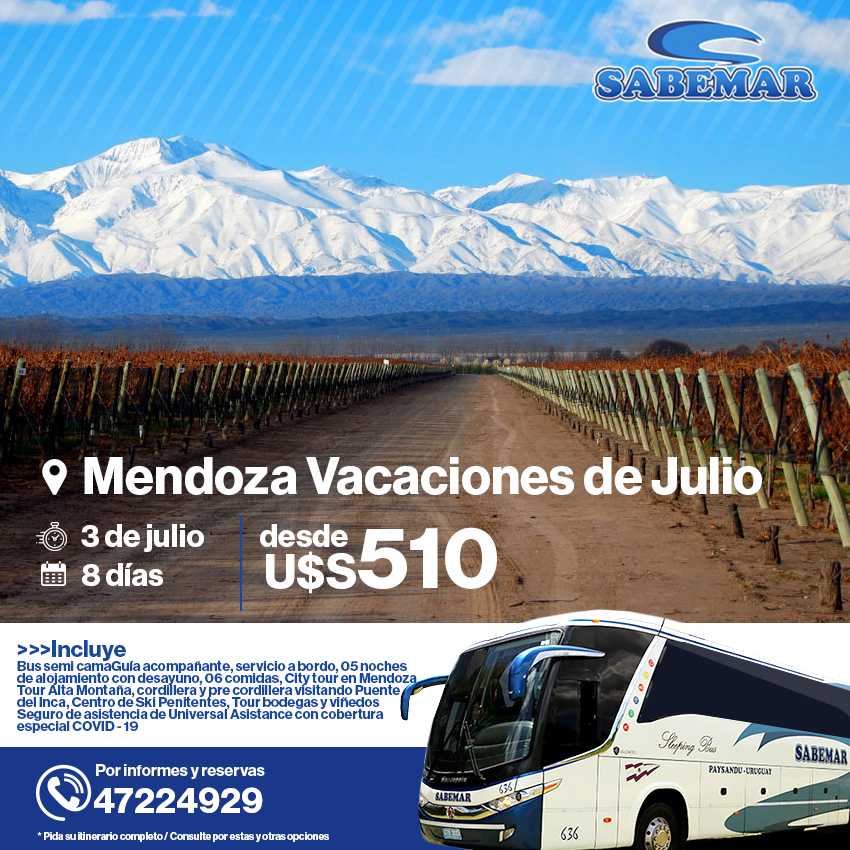 SABEMAR
Mendoza Vacaciones de Julio
3 de julio
8 días
desde
U$S510
>>>Incluye
Bus semi camaGuía acompañante, servicio a bordo, 05 noches
de alojamiento con desayuno, 06 comidas, City tour en Mendoza
Tour Alta Montaña, cordillera y pre cordillera visitando Puente
del Inca, Centro de Ski Penitentes, Tour bodegas y viñedos
Seguro de asistencia de Universal Asistance con cobertura
especial COVID - 19
Por informes y reservas
47224929
* Pida su itinerario completo / Consulte por estas y otras opciones
Sleeping Bus
PAYSANDU - URUGUAY
SABEMAR
Marcopolo
636
SABEMAR
636